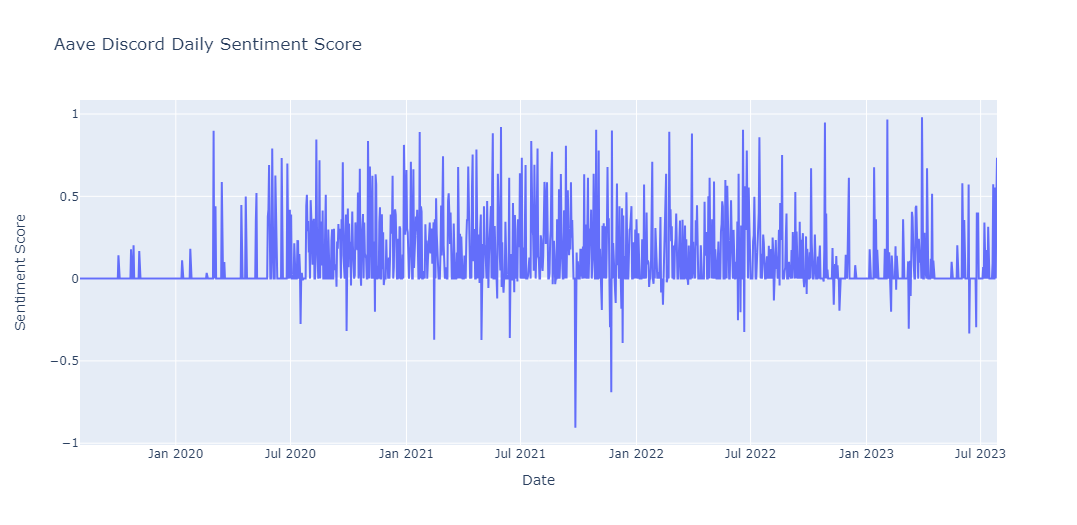 Aave Discord Daily Sentiment Score
1
0.5
0
−0.5
−1
Sentiment Score
Jan 2020 Jul 2020 Jan 2021 Jul 2021 Jan 2022 Jul 2022 Jan 2023 Jul 2023
Date